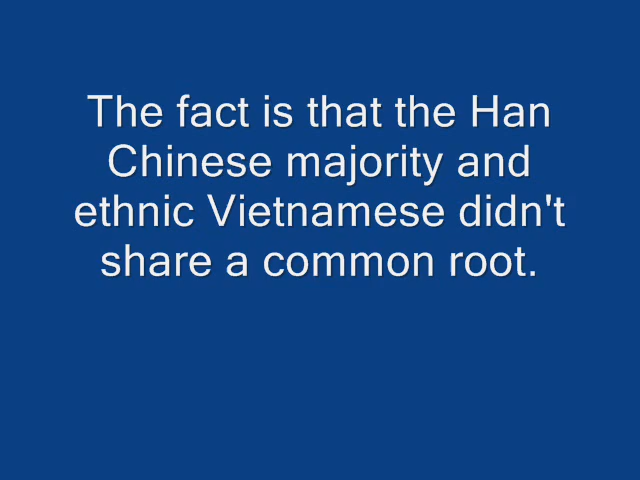 The fact is that the Han
Chinese majority and
ethnic Vietnamese didn't
share a common root.